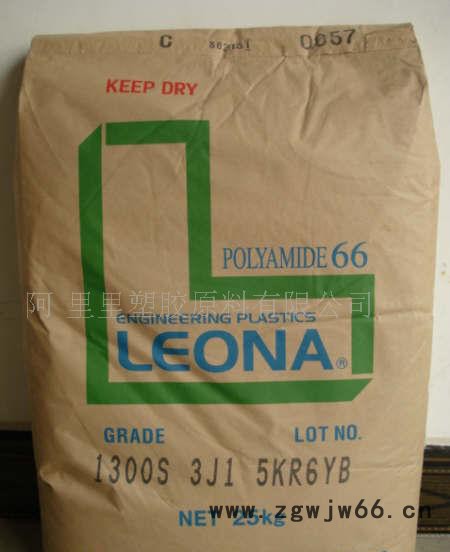 C 0657
KEEP DRY
POLYAMIDE 66
阿里里塑胶原料有限公司
ENGINEERING PLASTICS
LEONA®
GRADE LOT NO.
1300S 3J1 5KR6YB
www.zgwjw66.cn
NET 25kg